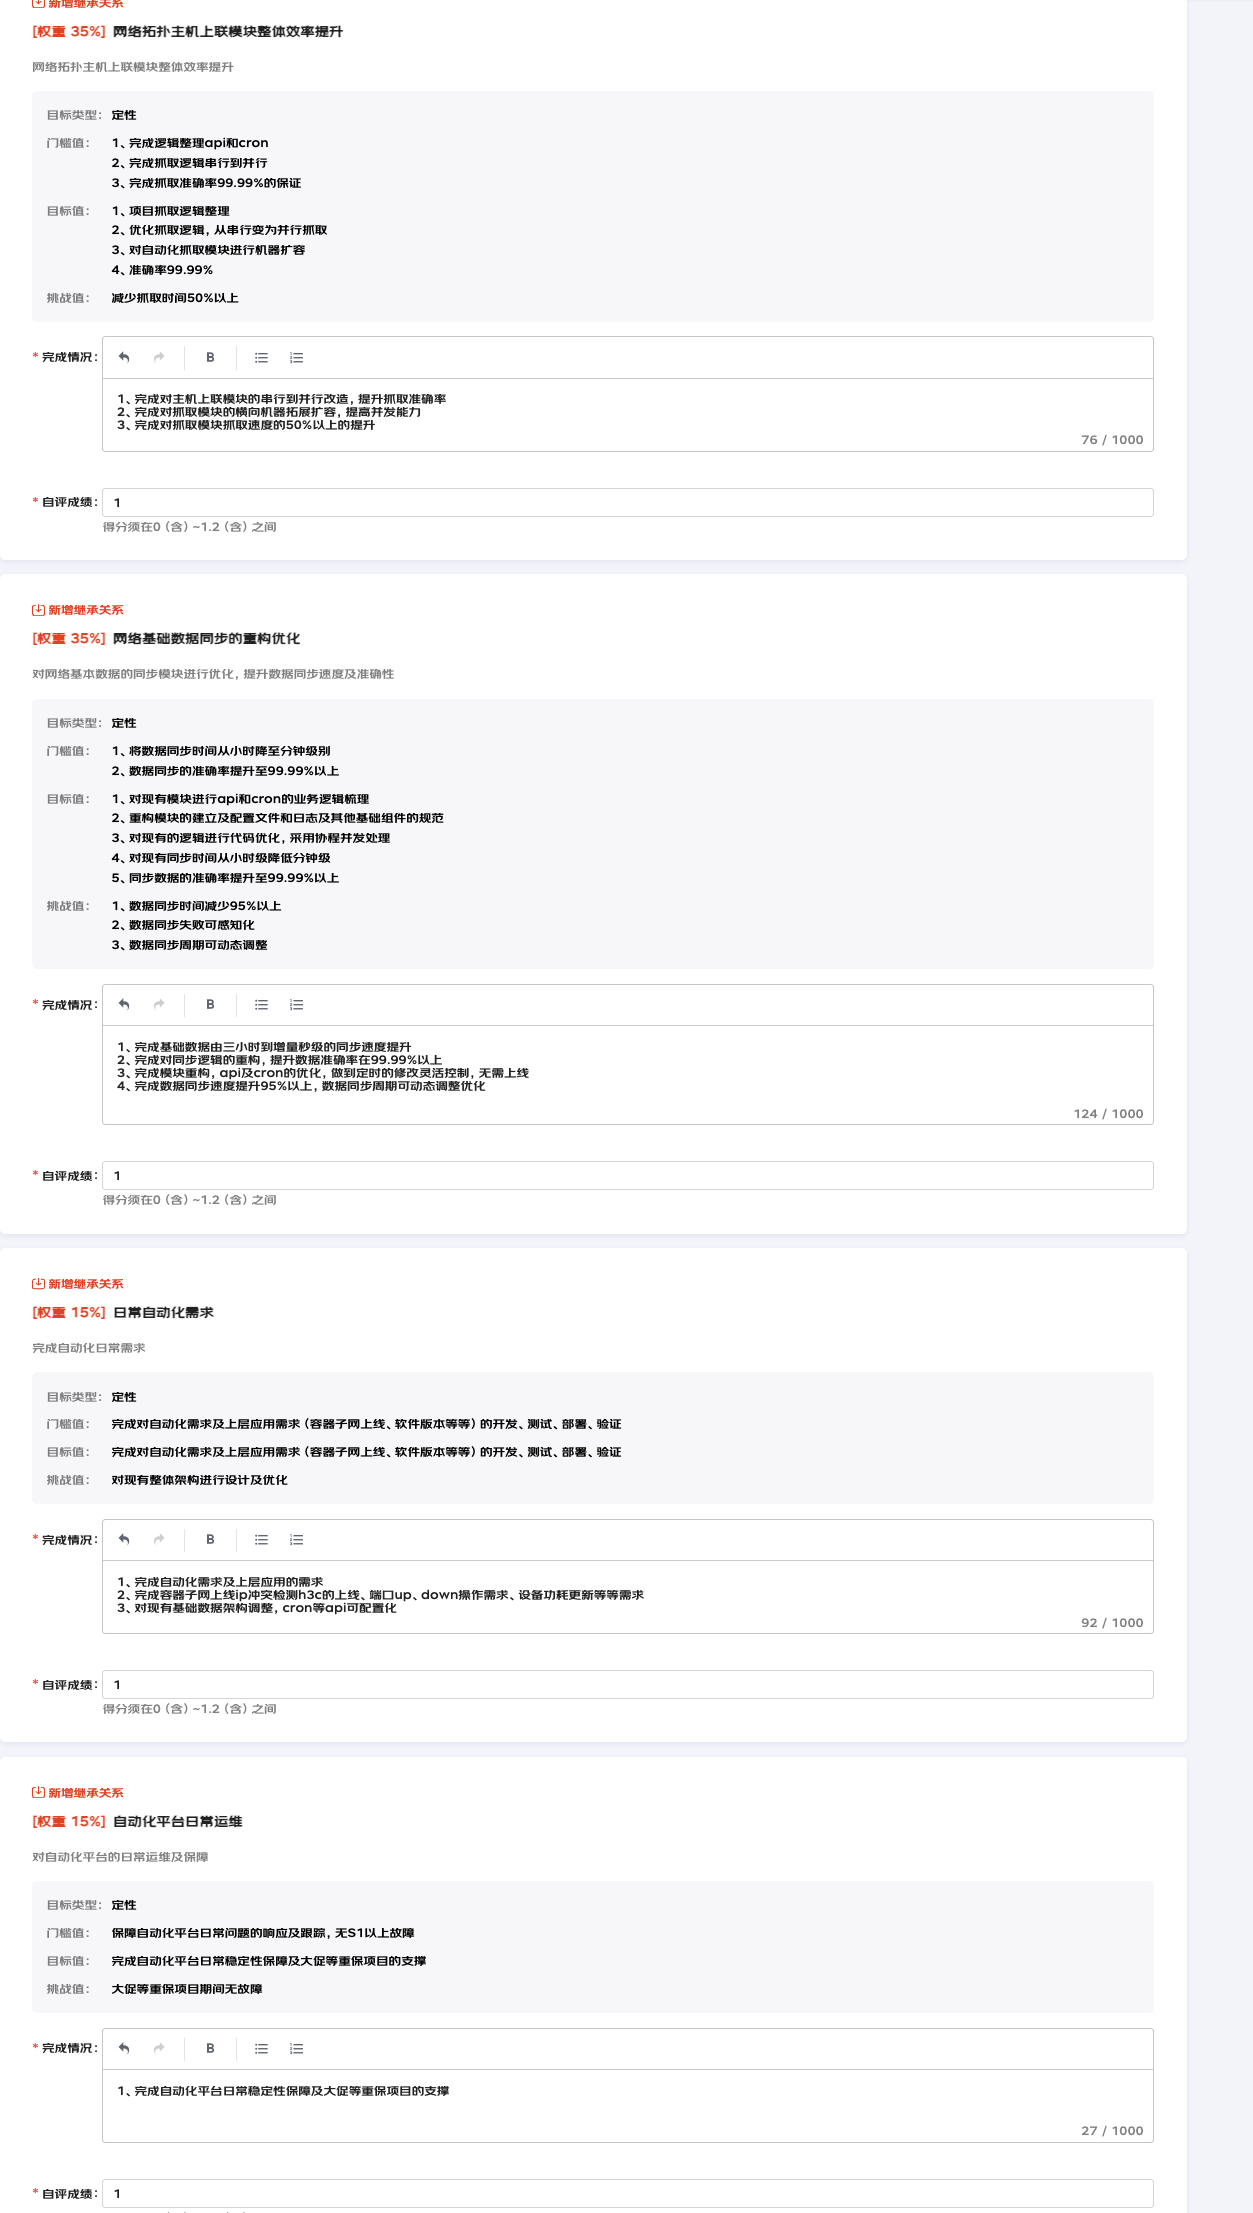 新增继承关系
[权重 35%] 网络拓扑主机上联模块整体效率提升
网络拓扑主机上联模块整体效率提升
目标类型： 定性
门槛值： 1、完成逻辑整理api和cron
2、完成抓取逻辑串行到并行
3、完成抓取准确率99.99%的保证
目标值： 1、项目抓取逻辑整理
2、优化抓取逻辑，从串行变为并行抓取
3、对自动化抓取模块进行机器扩容
4、准确率99.99%
挑战值： 减少抓取时间50%以上
* 完成情况： B
1、完成对主机上联模块的串行到并行改造，提升抓取准确率
2、完成对抓取模块的横向机器拓展扩容，提高并发能力
3、完成对抓取模块抓取速度的50%以上的提升
76 / 1000
* 自评成绩： 1
得分须在0（含）~1.2（含）之间
新增继承关系
[权重 35%] 网络基础数据同步的重构优化
对网络基本数据的同步模块进行优化，提升数据同步速度及准确性
目标类型： 定性
门槛值： 1、将数据同步时间从小时降至分钟级别
2、数据同步的准确率提升至99.99%以上
目标值： 1、对现有模块进行api和cron的业务逻辑梳理
2、重构模块的建立及配置文件和日志及其他基础组件的规范
3、对现有的逻辑进行代码优化，采用协程并发处理
4、对现有同步时间从小时级降低分钟级
5、同步数据的准确率提升至99.99%以上
挑战值： 1、数据同步时间减少95%以上
2、数据同步失败可感知化
3、数据同步周期可动态调整
* 完成情况： B
1、完成基础数据由三小时到增量秒级的同步速度提升
2、完成对同步逻辑的重构，提升数据准确率在99.99%以上
3、完成模块重构，api及cron的优化，做到定时的修改灵活控制，无需上线
4、完成数据同步速度提升95%以上，数据同步周期可动态调整优化
124 / 1000
* 自评成绩： 1
得分须在0（含）~1.2（含）之间
新增继承关系
[权重 15%] 日常自动化需求
完成自动化日常需求
目标类型： 定性
门槛值： 完成对自动化需求及上层应用需求（容器子网上线、软件版本等等）的开发、测试、部署、验证
目标值： 完成对自动化需求及上层应用需求（容器子网上线、软件版本等等）的开发、测试、部署、验证
挑战值： 对现有整体架构进行设计及优化
* 完成情况： B
1、完成自动化需求及上层应用的需求
2、完成容器子网上线ip冲突检测h3c的上线、端口up、down操作需求、设备功耗更新等等需求
3、对现有基础数据架构调整，cron等api可配置化
92 / 1000
* 自评成绩： 1
得分须在0（含）~1.2（含）之间
新增继承关系
[权重 15%] 自动化平台日常运维
对自动化平台的日常运维及保障
目标类型： 定性
门槛值： 保障自动化平台日常问题的响应及跟踪，无S1以上故障
目标值： 完成自动化平台日常稳定性保障及大促等重保项目的支撑
挑战值： 大促等重保项目期间无故障
* 完成情况： B
1、完成自动化平台日常稳定性保障及大促等重保项目的支撑
27 / 1000
* 自评成绩： 1